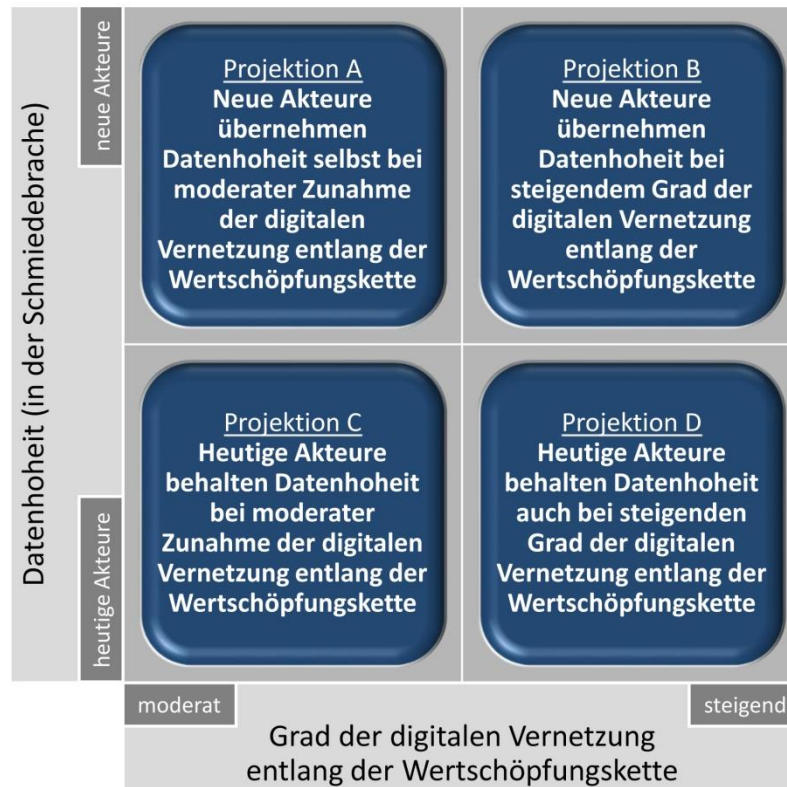 Datenhoheit (in der Schmiedebrache)
neue Akteure
heutige Akteure
Projektion A
Neue Akteure
übernehmen
Datenhoheit selbst bei
moderater Zunahme
der digitalen
Vernetzung entlang der
Wertschöpfungskette
Projektion B
Neue Akteure
übernehmen
Datenhoheit bei
steigendem Grad der
digitalen Vernetzung
entlang der
Wertschöpfungskette
Projektion C
Heutige Akteure
behalten Datenhoheit
bei moderater
Zunahme der digitalen
Vernetzung entlang der
Wertschöpfungskette
Projektion D
Heutige Akteure
behalten Datenhoheit
auch bei steigenden
Grad der digitalen
Vernetzung entlang der
Wertschöpfungskette
moderat
steigend
Grad der digitalen Vernetzung
entlang der Wertschöpfungskette